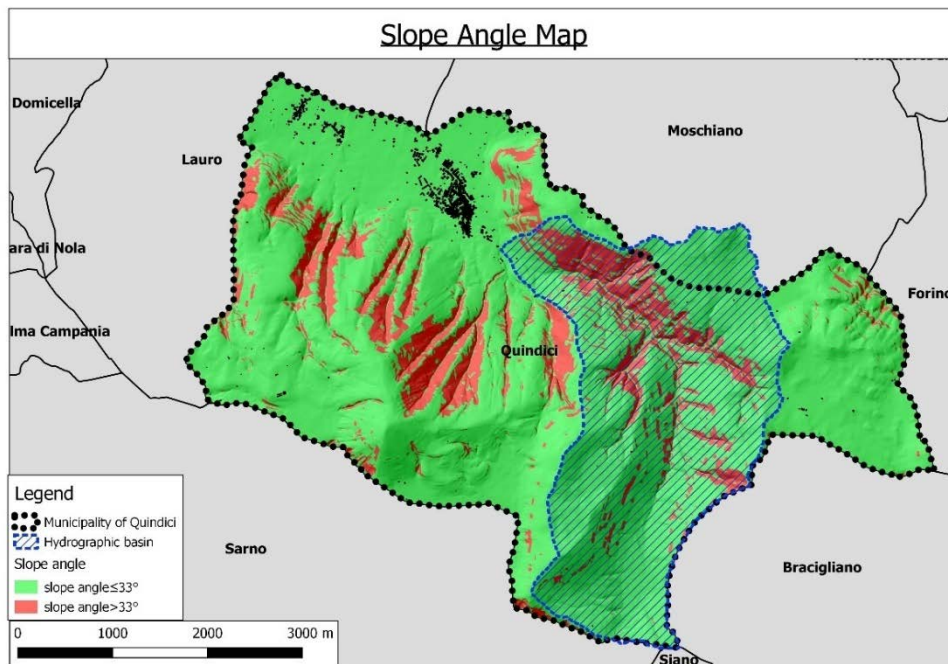 Slope Angle Map
Domicella
Moschiano
Lauro
ara di Nola
Forino
lma Campania
Quindici
Legend
Municipality of Quindici
Hydrographic basin
Slope angle
slope angle≤33°
slope angle>33°
Sarno
Bracigliano
0 1000 2000 3000 m
Siano